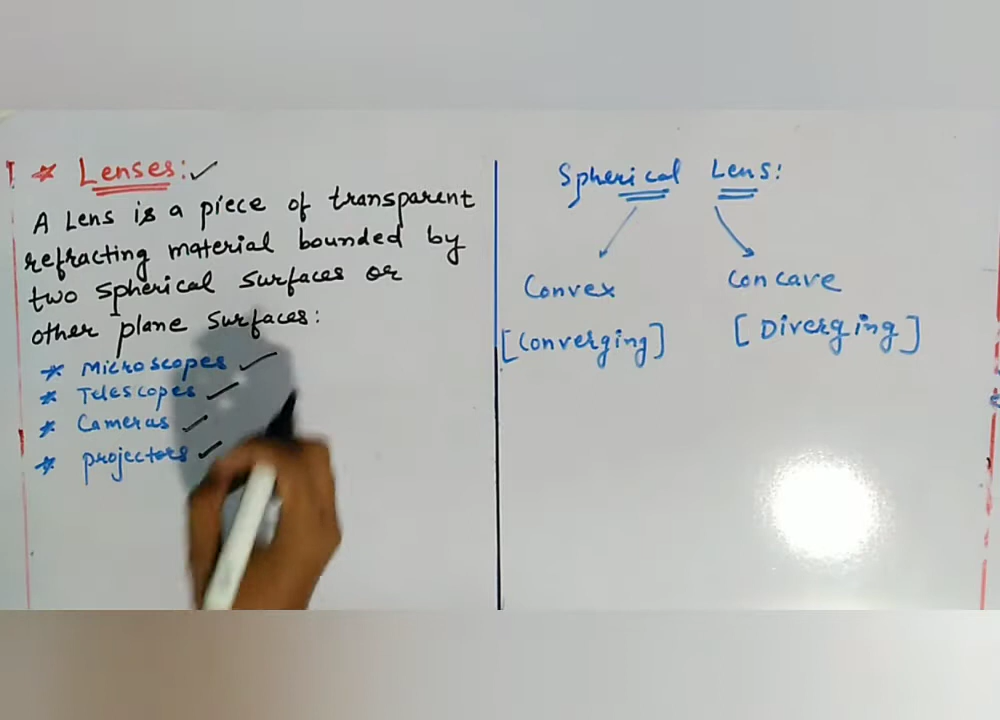 * Lenses: ✓
A Lens is a piece of transparent
refracting material bounded by
two spherical surfaces or
other plane surfaces:
* Microscopes ✓
* Telescopes ✓
* Cameras ✓
* projectors ✓
Spherical Lens:
Convex Concave
[Converging] [Diverging]